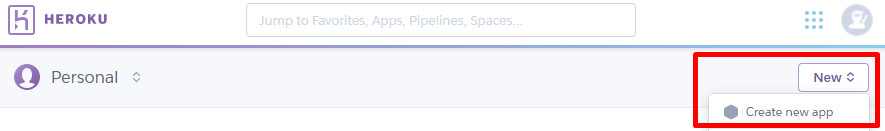 HEROKU
Jump to Favorites, Apps, Pipelines, Spaces...
Personal
New
Create new app